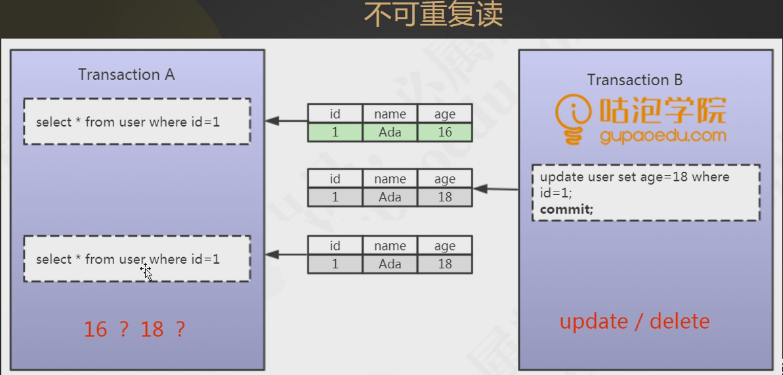 不可重复读
Transaction A
select * from user where id=1
id name age
1 Ada 16
Transaction B
咕泡学院
gupaoedu.com
id name age
1 Ada 18
update user set age=18 where
id=1;
commit;
select * from user where id=1
id name age
1 Ada 18
16 ? 18 ?
update / delete